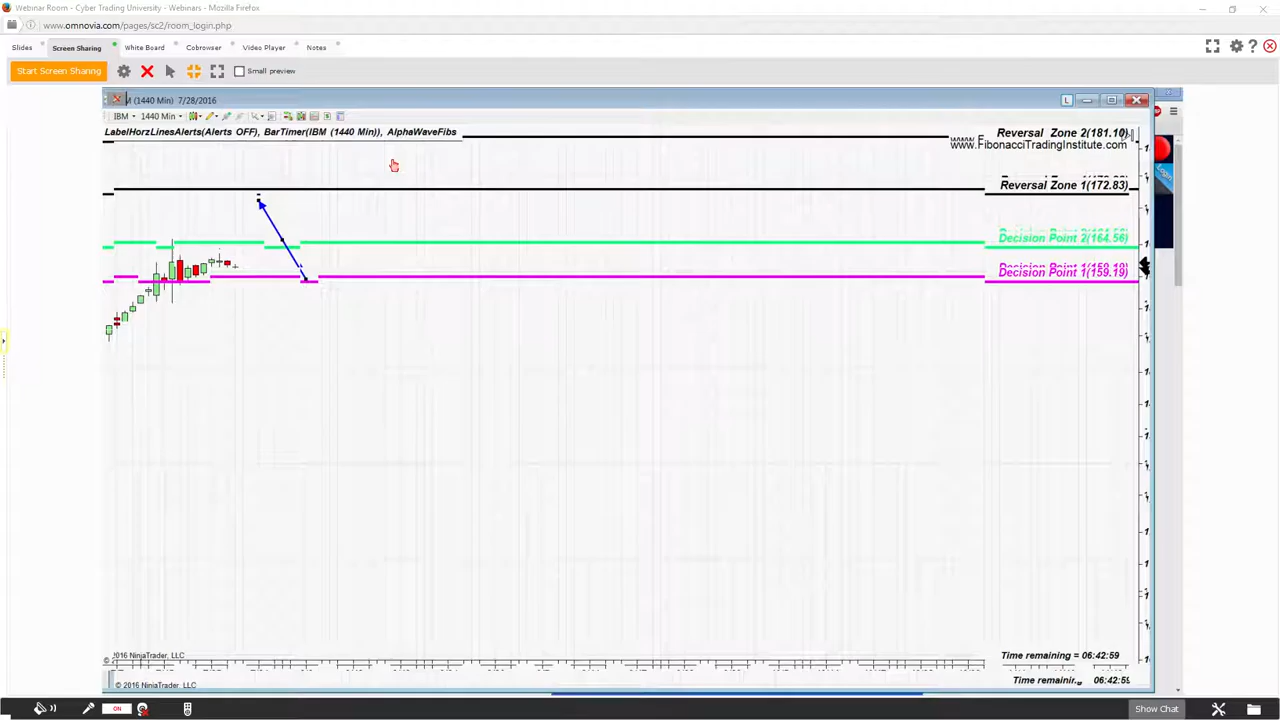 Webinar Room - Cyber Trading University - Webinars - Mozilla Firefox
www.omnovia.com/pages/sc2/room_login.php
Slides Screen Sharing White Board Cobrowser Video Player Notes
Start Screen Sharing Small preview
(1440 Min) 7/28/2016 L
IBM 1440 Min
LabelHorzLinesAlerts(Alerts OFF), BarTimer(IBM (1440 Min)), AlphaWaveFibs
Reversal Zone 2(181.10)
www.FibonacciTradingInstitute.com
Login
Reversal Zone 1(172.83)
Decision Point 2(164.56)
Decision Point 1(159.19)
2016 NinjaTrader, LLC
Time remaining = 06:42:59
© 2016 NinjaTrader, LLC
06:42:59
ON
Show Chat